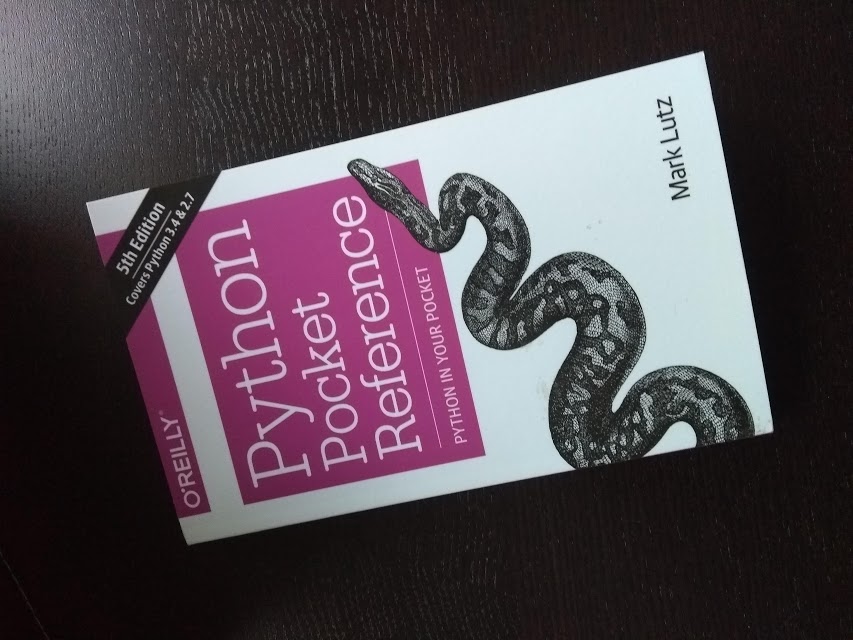 O'REILLY®
5th Edition
Covers Python 3.4 & 2.7
Python
Pocket
Reference
PYTHON IN YOUR POCKET
Mark Lutz